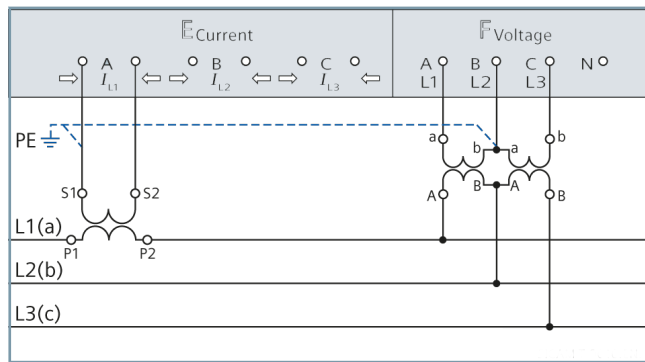 E Current F Voltage
A B C A B C N
I L1 I L2 I L3 L1 L2 L3
PE a b a b
S1 S2 A B A B
L1(a)
P1 P2
L2(b)
L3(c)